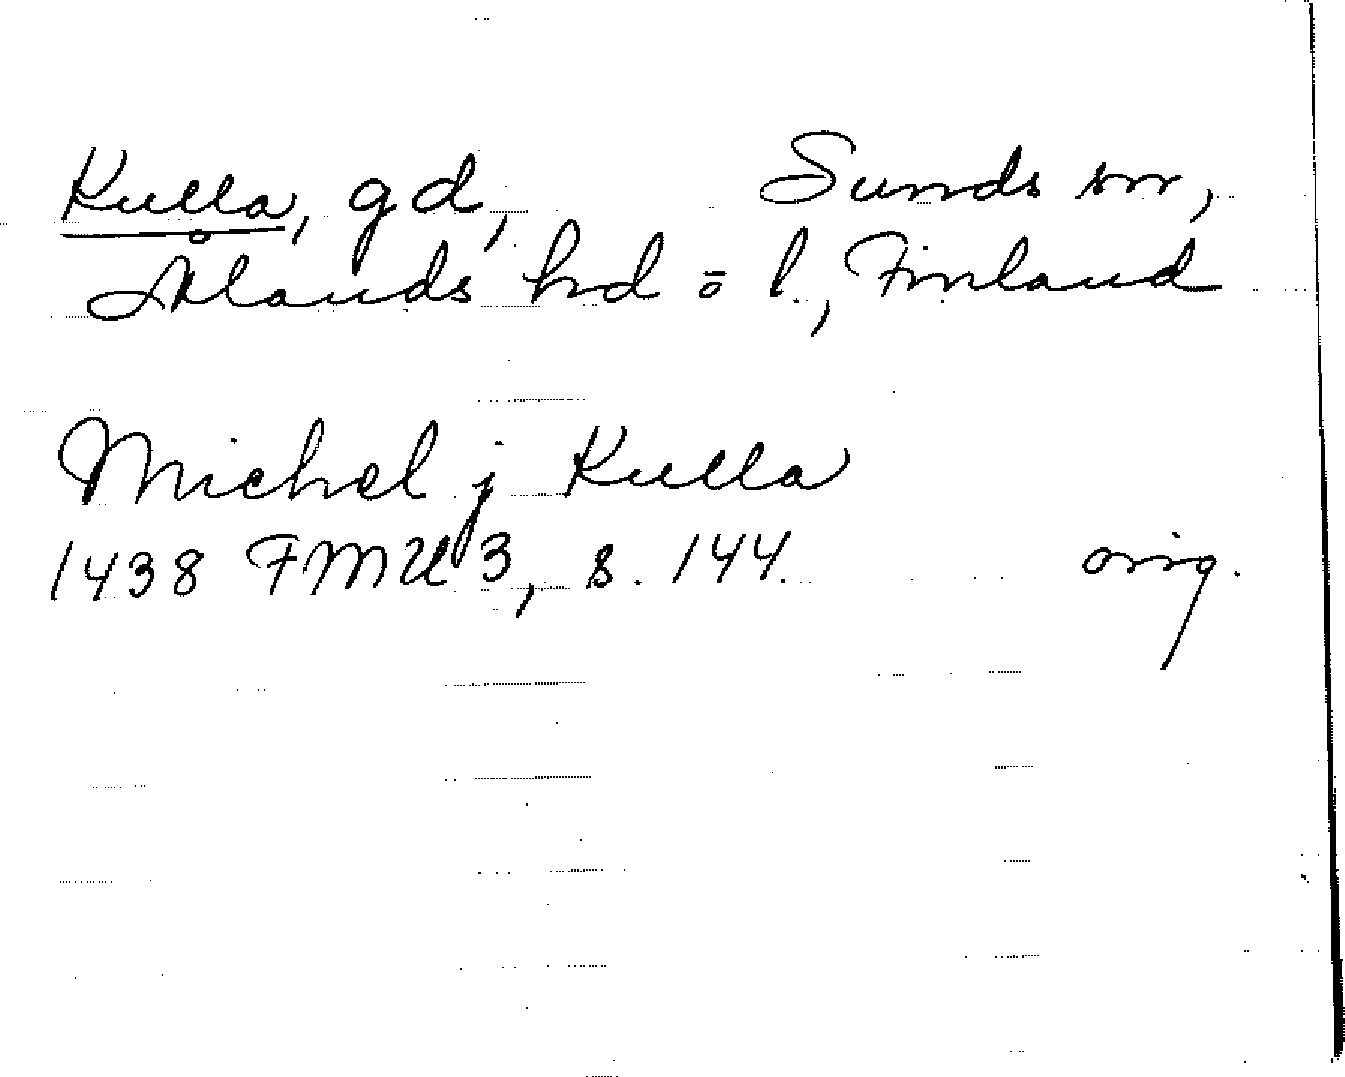 Kulla, gd, Sunds sn,
Ålands hd o l., Finland
Michel j Kulla
1438 FMU 3, s. 144. orig.